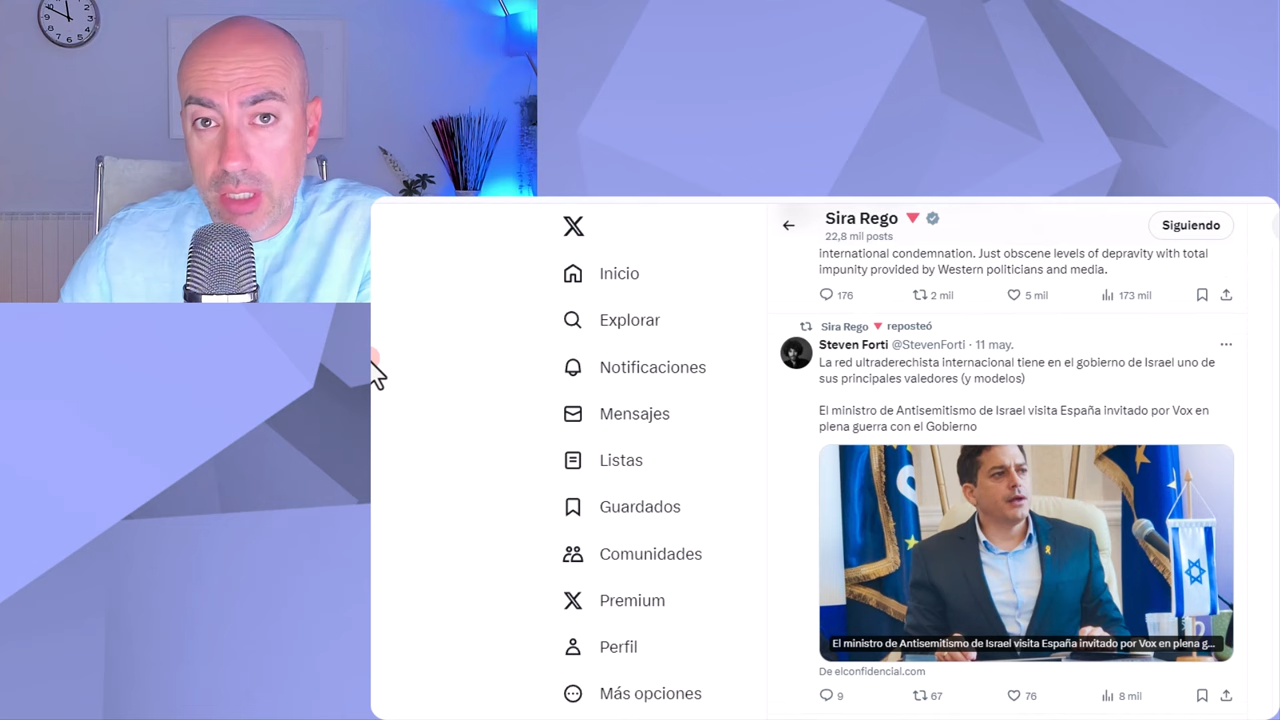 Sira Rego
22,8 mil posts
Siguiendo
international condemnation. Just obscene levels of depravity with total
impunity provided by Western politicians and media.
176 2 mil 5 mil 173 mil
Sira Rego reposteó
Steven Forti @StevenForti · 11 may.
La red ultraderechista internacional tiene en el gobierno de Israel uno de
sus principales valedores (y modelos)
El ministro de Antisemitismo de Israel visita España invitado por Vox en
plena guerra con el Gobierno
El ministro de Antisemitismo de Israel visita España invitado por Vox en plena g...
De elconfidencial.com
9 67 76 8 mil
Inicio
Explorar
Notificaciones
Mensajes
Listas
Guardados
Comunidades
Premium
Perfil
Más opciones